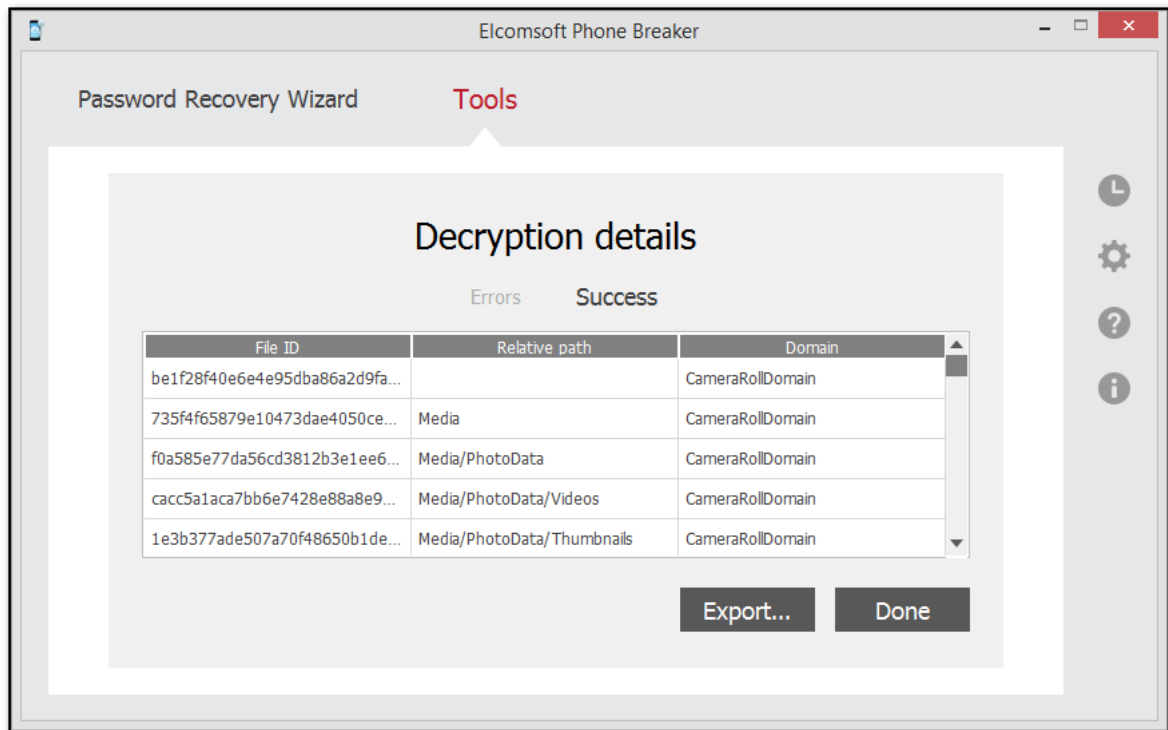 Elcomsoft Phone Breaker
Password Recovery Wizard Tools
Decryption details
Errors Success
File ID Relative path Domain
be1f28f40e6e4e95dba86a2d9fa... CameraRollDomain
735f4f65879e10473dae4050ce... Media CameraRollDomain
f0a585e77da56cd3812b3e1ee6... Media/PhotoData CameraRollDomain
cacc5a1aca7bb6e7428e88a8e9... Media/PhotoData/Videos CameraRollDomain
1e3b377ade507a70f48650b1de... Media/PhotoData/Thumbnails CameraRollDomain
Export... Done